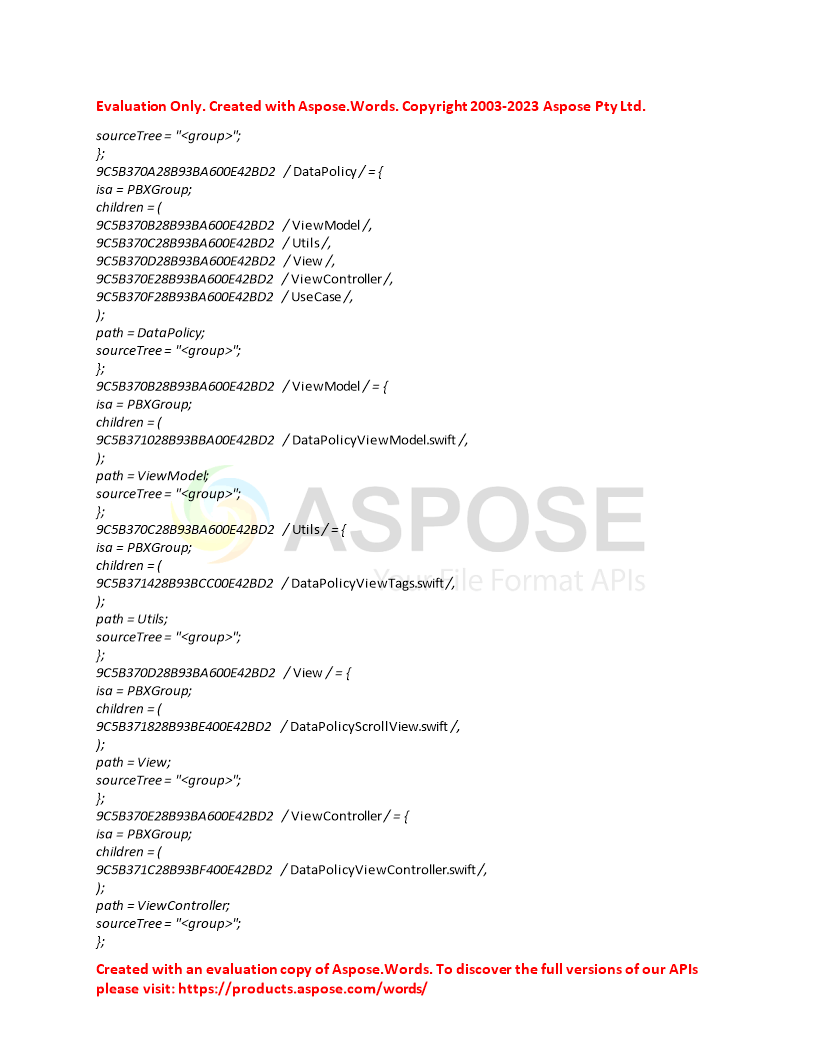 Evaluation Only. Created with Aspose.Words. Copyright 2003-2023 Aspose Pty Ltd.
sourceTree = "<group>";
};
9C5B370A28B93BA600E42BD2 / DataPolicy / = {
isa = PBXGroup;
children = (
9C5B370B28B93BA600E42BD2 / ViewModel /,
9C5B370C28B93BA600E42BD2 / Utils /,
9C5B370D28B93BA600E42BD2 / View /,
9C5B370E28B93BA600E42BD2 / ViewController /,
9C5B370F28B93BA600E42BD2 / UseCase /,
);
path = DataPolicy;
sourceTree = "<group>";
};
9C5B370B28B93BA600E42BD2 / ViewModel / = {
isa = PBXGroup;
children = (
9C5B371028B93BBA00E42BD2 / DataPolicyViewModel.swift /,
);
path = ViewModel;
sourceTree = "<group>";
};
9C5B370C28B93BA600E42BD2 / Utils / = {
isa = PBXGroup;
children = (
9C5B371428B93BCC00E42BD2 / DataPolicyViewTags.swift /,
);
path = Utils;
sourceTree = "<group>";
};
9C5B370D28B93BA600E42BD2 / View / = {
isa = PBXGroup;
children = (
9C5B371828B93BE400E42BD2 / DataPolicyScrollView.swift /,
);
path = View;
sourceTree = "<group>";
};
9C5B370E28B93BA600E42BD2 / ViewController / = {
isa = PBXGroup;
children = (
9C5B371C28B93BF400E42BD2 / DataPolicyViewController.swift /,
);
path = ViewController;
sourceTree = "<group>";
};
ASPOSE
Your File Format APIs
Created with an evaluation copy of Aspose.Words. To discover the full versions of our APIs
please visit: https://products.aspose.com/words/